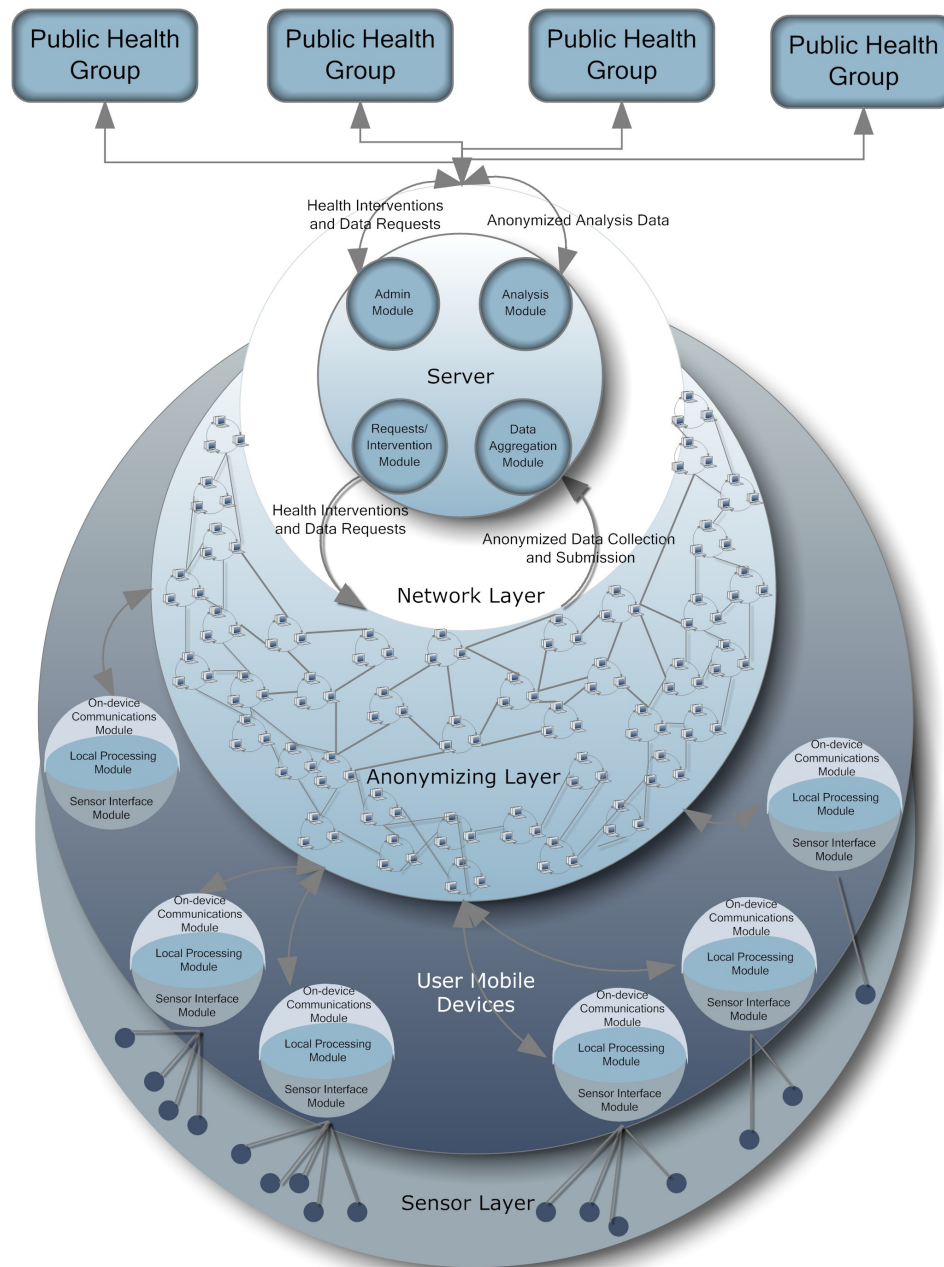 Public Health
Group
Public Health
Group
Public Health
Group
Public Health
Group
Health Interventions
and Data Requests
Anonymized Analysis Data
Admin
Module
Analysis
Module
Server
Requests/
Intervention
Module
Data
Aggregation
Module
Health Interventions
and Data Requests
Anonymized Data Collection
and Submission
Network Layer
On-device
Communications
Module
Local Processing
Module
Sensor Interface
Module
Anonymizing Layer
On-device
Communications
Module
Local Processing
Module
Sensor Interface
Module
On-device
Communications
Module
Local Processing
Module
Sensor Interface
Module
On-device
Communications
Module
Local Processing
Module
Sensor Interface
Module
User Mobile
Devices
On-device
Communications
Module
Local Processing
Module
Sensor Interface
Module
On-device
Communications
Module
Local Processing
Module
Sensor Interface
Module
Sensor Layer